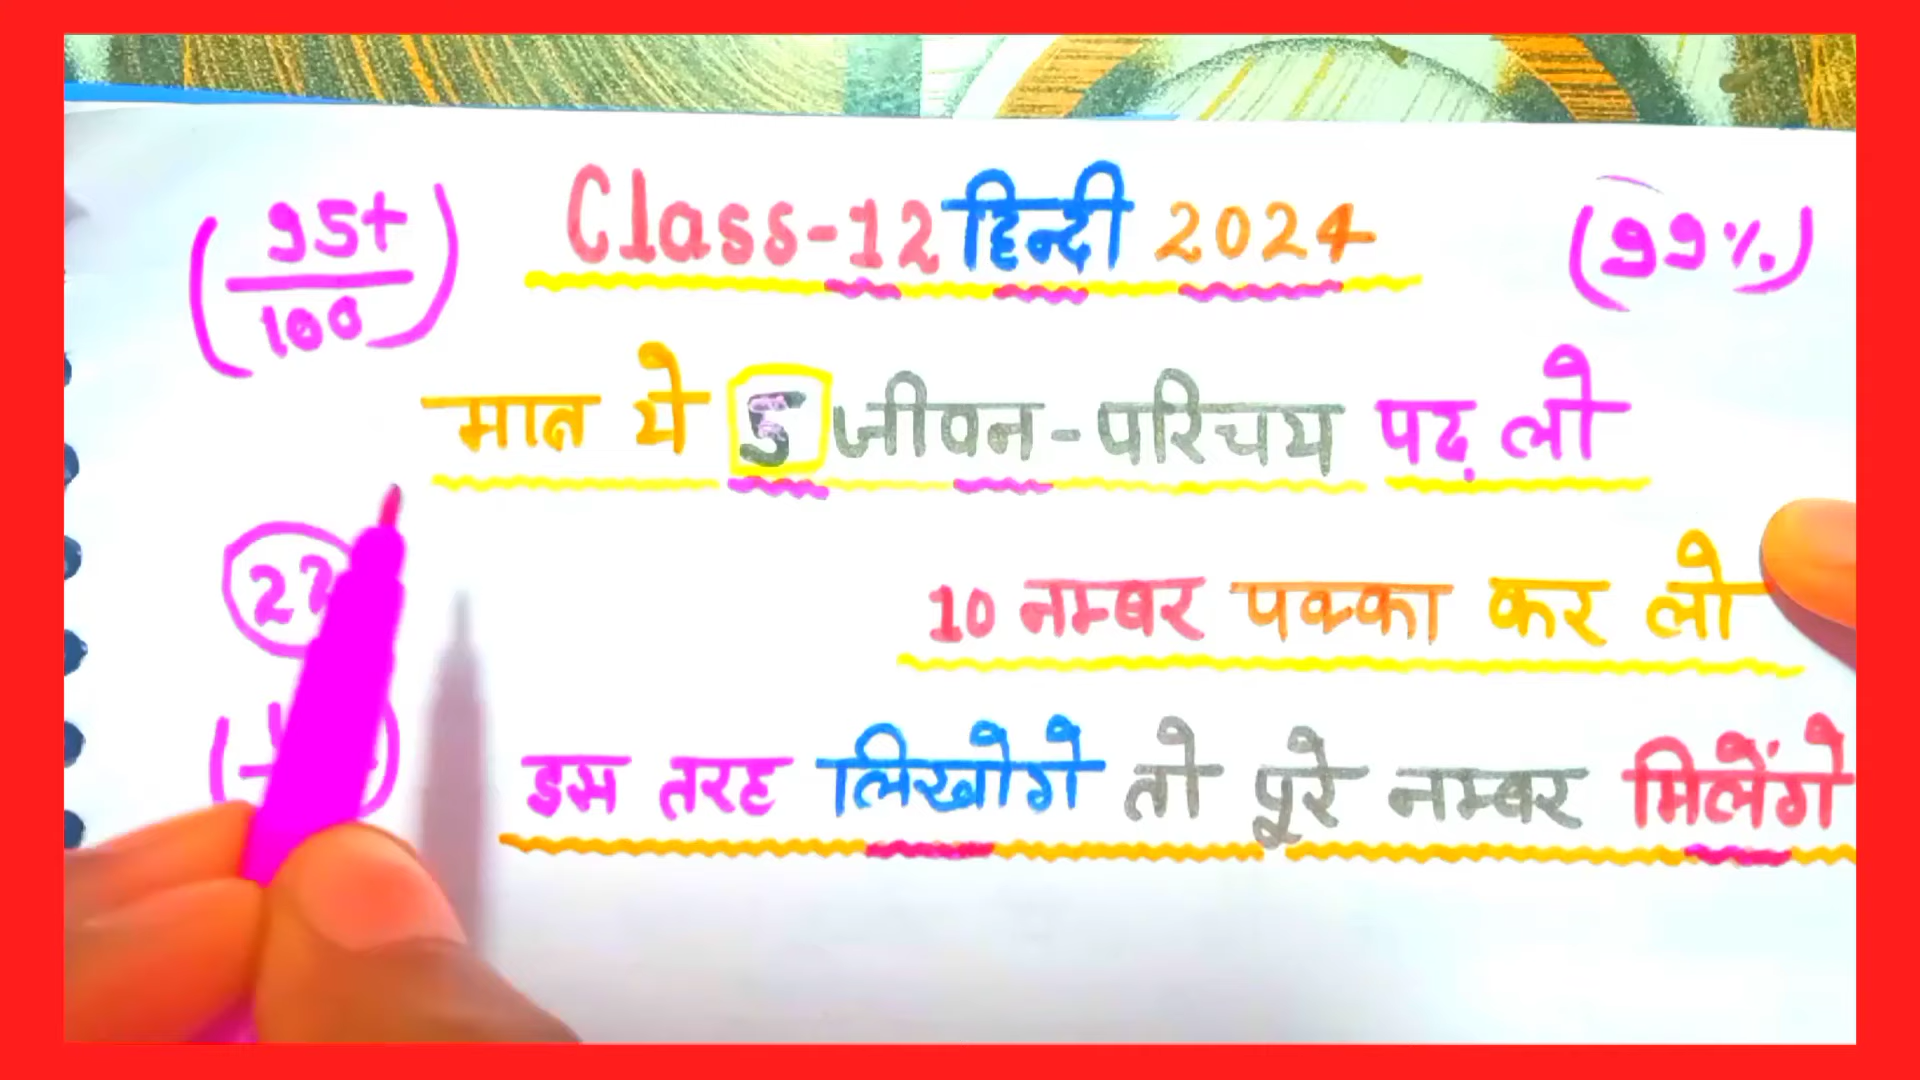 95+
100
Class-12 हिन्दी 2024
(99%)
मात्र ये 5 जीवन-परिचय पढ़ लो
10 नम्बर पक्का कर लो
इस तरह लिखोगे तो पूरे नम्बर मिलेंगे